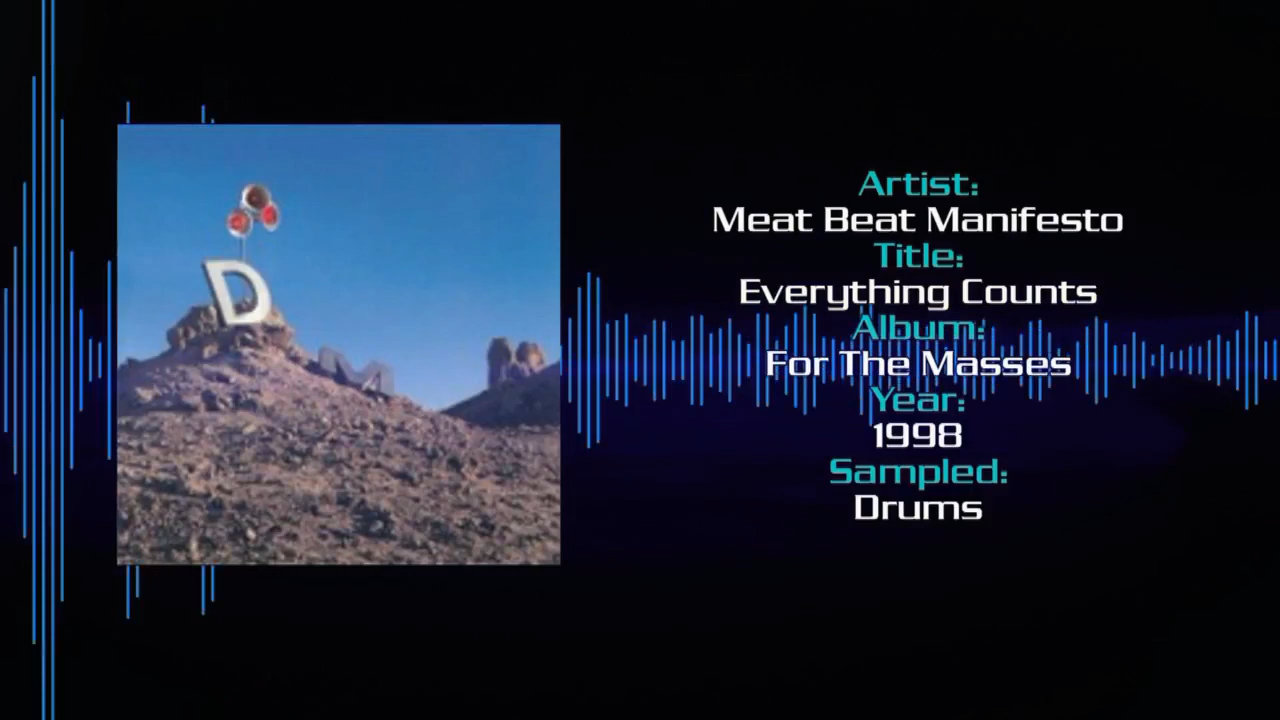 D
M
Artist:
Meat Beat Manifesto
Title:
Everything Counts
Album:
For The Masses
Year:
1998
Sampled:
Drums